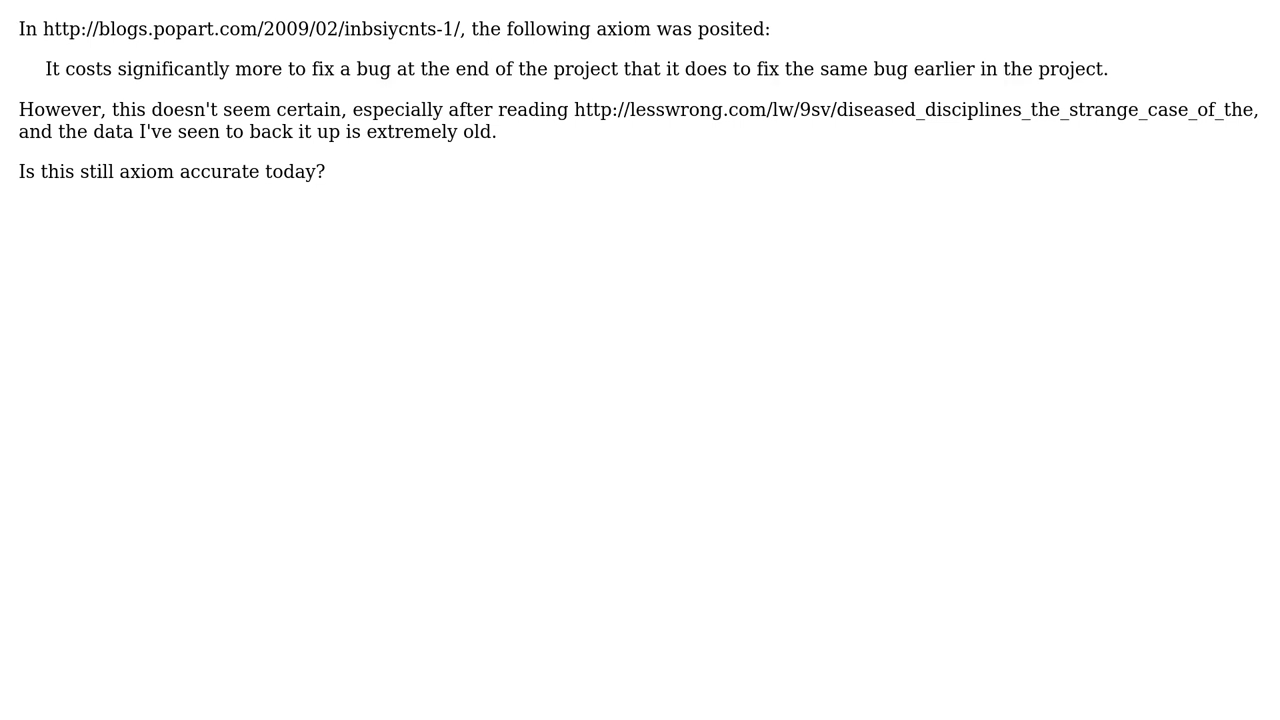 In http://blogs.popart.com/2009/02/inbsiycnts-1/, the following axiom was posited:
It costs significantly more to fix a bug at the end of the project that it does to fix the same bug earlier in the project.
However, this doesn't seem certain, especially after reading http://lesswrong.com/lw/9sv/diseased_disciplines_the_strange_case_of_the,
and the data I've seen to back it up is extremely old.
Is this still axiom accurate today?